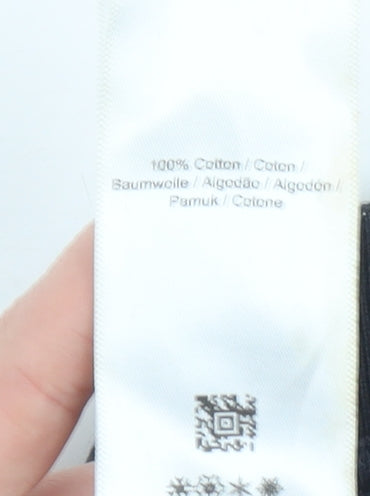 100% Cotton / Coton /
Baumwolle / Algodão / Algodón /
Pamuk / Cotone